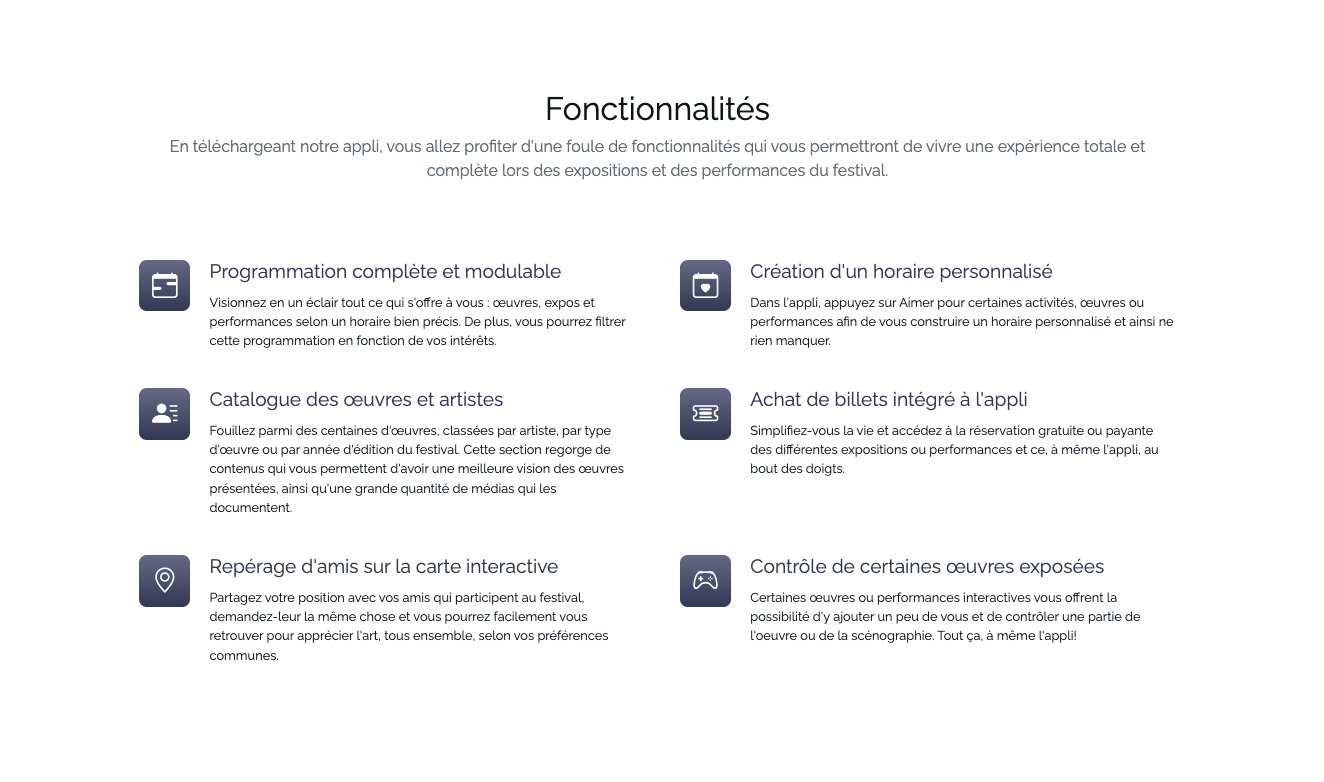 Fonctionnalités
En téléchargeant notre appli, vous allez profiter d'une foule de fonctionnalités qui vous permettront de vivre une expérience totale et
complète lors des expositions et des performances du festival.
Programmation complète et modulable
Visionnez en un éclair tout ce qui s'offre à vous : œuvres, expos et
performances selon un horaire bien précis. De plus, vous pourrez filtrer
cette programmation en fonction de vos intérêts.
Création d'un horaire personnalisé
Dans l'appli, appuyez sur Aimer pour certaines activités, œuvres ou
performances afin de vous construire un horaire personnalisé et ainsi ne
rien manquer.
Catalogue des œuvres et artistes
Fouillez parmi des centaines d'œuvres, classées par artiste, par type
d'œuvre ou par année d'édition du festival. Cette section regorge de
contenus qui vous permettent d'avoir une meilleure vision des œuvres
présentées, ainsi qu'une grande quantité de médias qui les
documentent.
Achat de billets intégré à l'appli
Simplifiez-vous la vie et accédez à la réservation gratuite ou payante
des différentes expositions ou performances et ce, à même l'appli, au
bout des doigts.
Repérage d'amis sur la carte interactive
Partagez votre position avec vos amis qui participent au festival,
demandez-leur la même chose et vous pourrez facilement vous
retrouver pour apprécier l'art, tous ensemble, selon vos préférences
communes.
Contrôle de certaines œuvres exposées
Certaines œuvres ou performances interactives vous offrent la
possibilité d'y ajouter un peu de vous et de contrôler une partie de
l'oeuvre ou de la scénographie. Tout ça, à même l'appli!